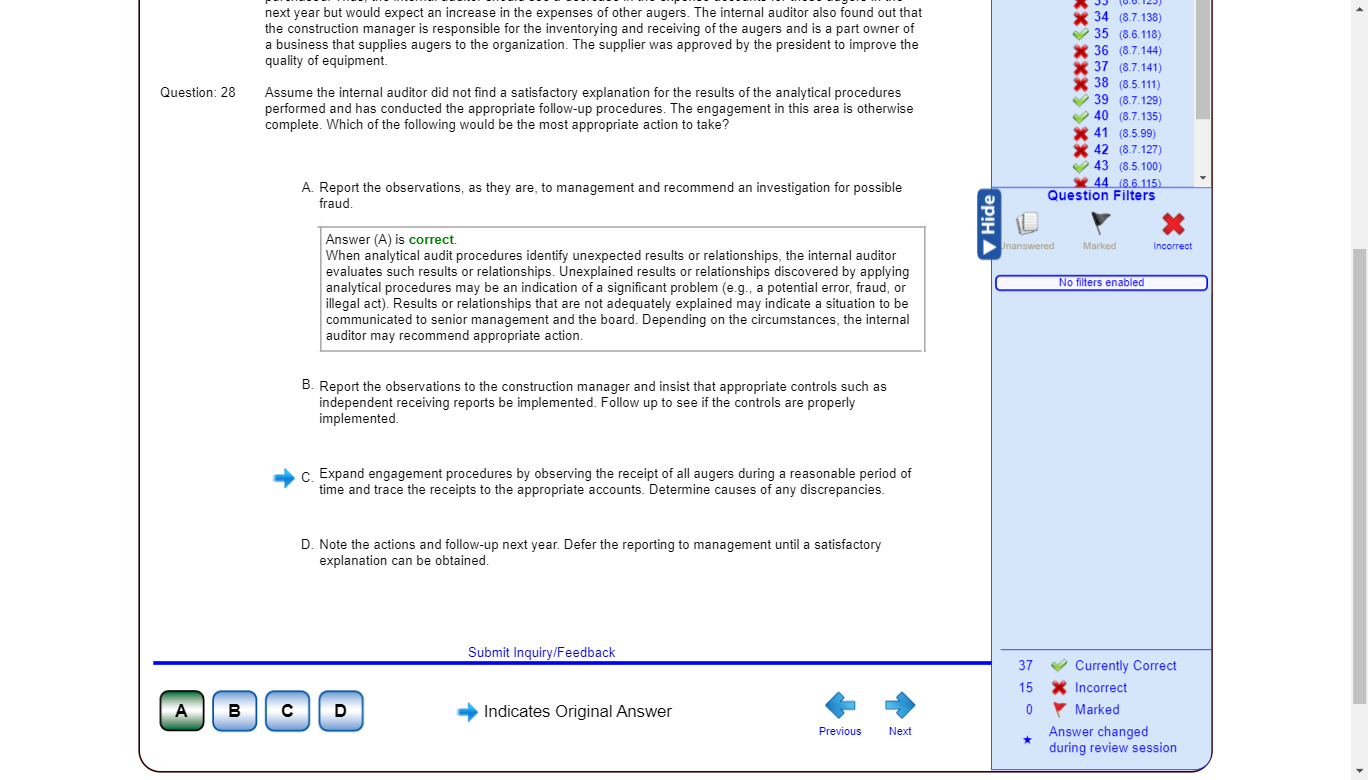 next year but would expect an increase in the expenses of other augers. The internal auditor also found out that
the construction manager is responsible for the inventorying and receiving of the augers and is a part owner of
a business that supplies augers to the organization. The supplier was approved by the president to improve the
quality of equipment.
Question: 28
Assume the internal auditor did not find a satisfactory explanation for the results of the analytical procedures
performed and has conducted the appropriate follow-up procedures. The engagement in this area is otherwise
complete. Which of the following would be the most appropriate action to take?
A. Report the observations, as they are, to management and recommend an investigation for possible
fraud.
Answer (A) is correct.
When analytical audit procedures identify unexpected results or relationships, the internal auditor
evaluates such results or relationships. Unexplained results or relationships discovered by applying
analytical procedures may be an indication of a significant problem (e.g., a potential error, fraud, or
illegal act). Results or relationships that are not adequately explained may indicate a situation to be
communicated to senior management and the board. Depending on the circumstances, the internal
auditor may recommend appropriate action.
B. Report the observations to the construction manager and insist that appropriate controls such as
independent receiving reports be implemented. Follow up to see if the controls are properly
implemented.
C. Expand engagement procedures by observing the receipt of all augers during a reasonable period of
time and trace the receipts to the appropriate accounts. Determine causes of any discrepancies.
D. Note the actions and follow-up next year. Defer the reporting to management until a satisfactory
explanation can be obtained.
Submit Inquiry/Feedback
A B C D
Indicates Original Answer
Previous
Next
33 (8.6.123)
34 (8.7.138)
35 (8.6.118)
36 (8.7.144)
37 (8.7.141)
38 (8.5.111)
39 (8.7.129)
40 (8.7.135)
41 (8.5.99)
42 (8.7.127)
43 (8.5.100)
44 (8.6.115)
Hide
Question Filters
Unanswered
Marked
Incorrect
No filters enabled
37 Currently Correct
15 Incorrect
0 Marked
Answer changed
during review session